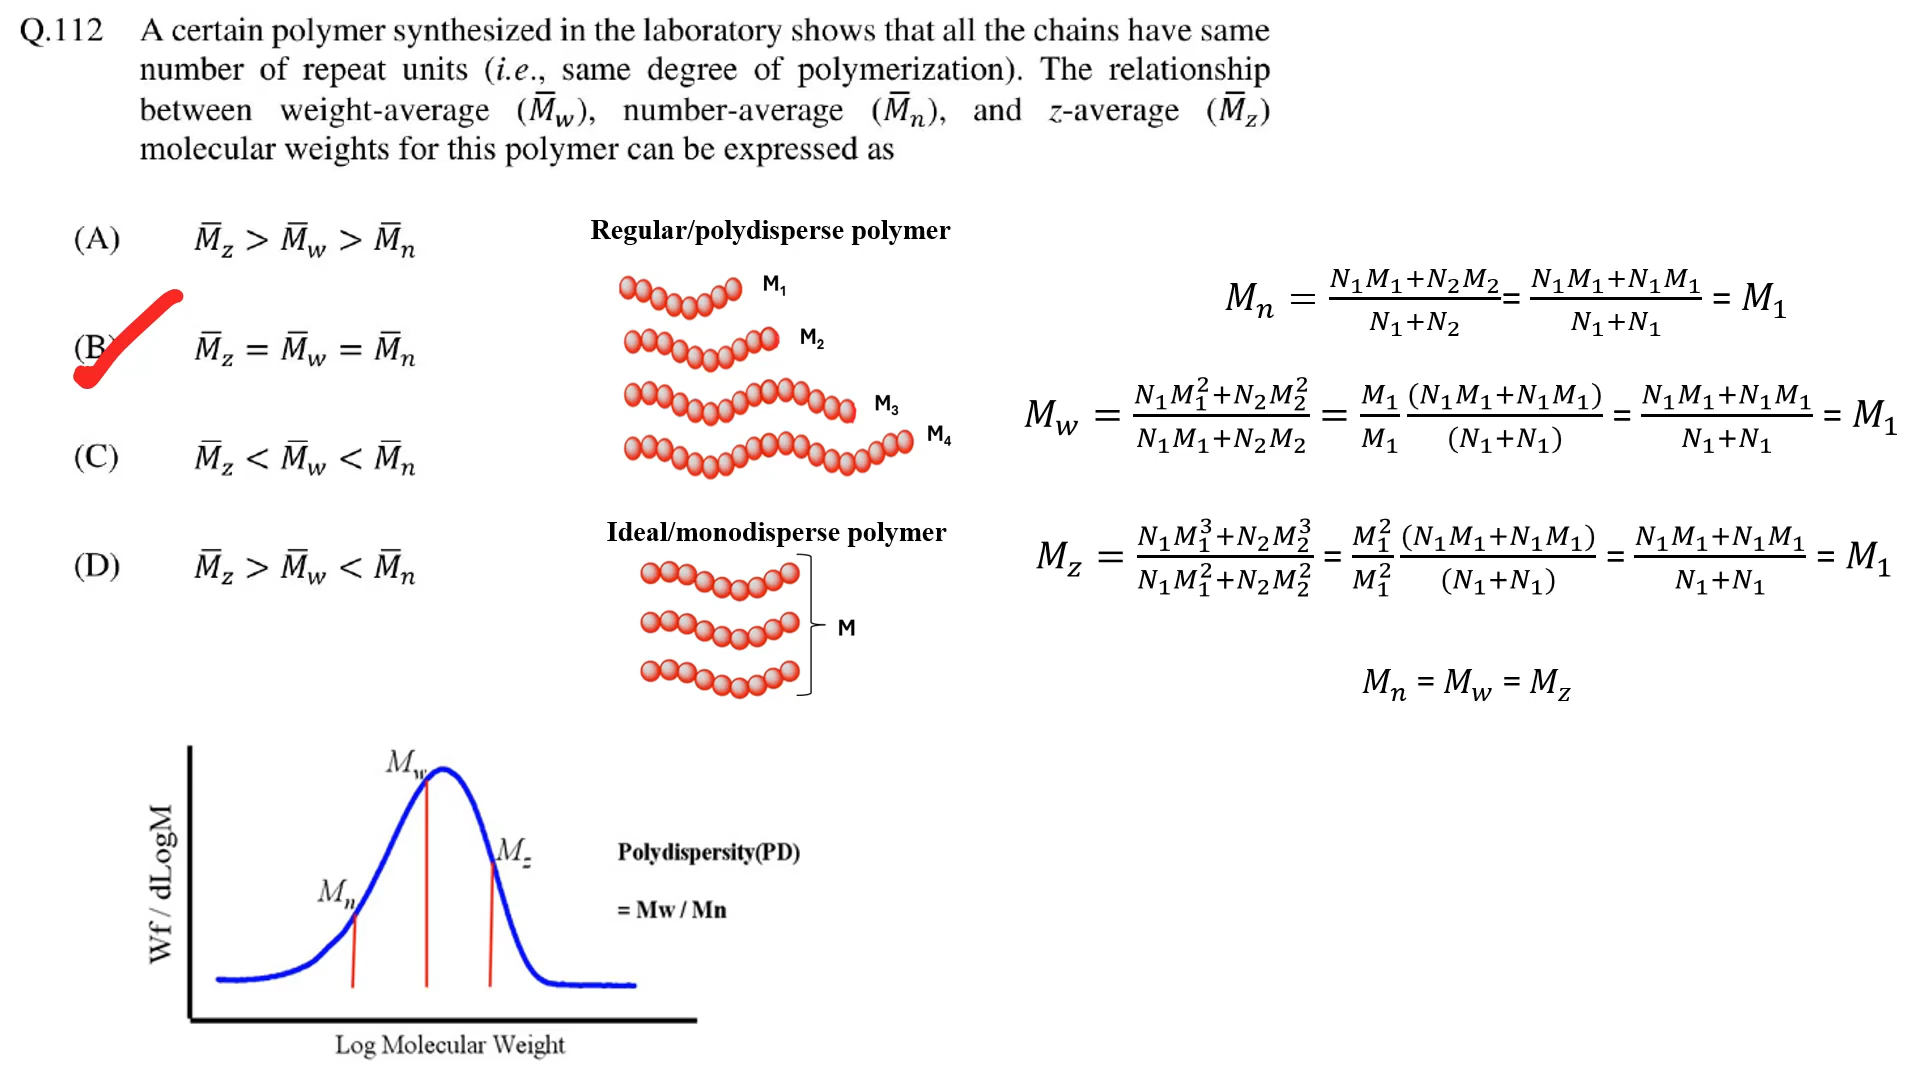 Q.112 A certain polymer synthesized in the laboratory shows that all the chains have same
number of repeat units (i.e., same degree of polymerization). The relationship
between weight-average (M̅w), number-average (M̅n), and z-average (M̅z)
molecular weights for this polymer can be expressed as
(A) M̅z > M̅w > M̅n
(B) M̅z = M̅w = M̅n
(C) M̅z < M̅w < M̅n
(D) M̅z > M̅w < M̅n
Regular/polydisperse polymer
M₁
M₂
M₃
M₄
Ideal/monodisperse polymer
M
Mn = (N₁M₁+N₂M₂)/(N₁+N₂) = (N₁M₁+N₁M₁)/(N₁+N₁) = M₁
Mw = (N₁M₁²+N₂M₂²)/(N₁M₁+N₂M₂) = M₁/M₁ (N₁M₁+N₁M₁)/(N₁+N₁) = (N₁M₁+N₁M₁)/(N₁+N₁) = M₁
Mz = (N₁M₁³+N₂M₂³)/(N₁M₁²+N₂M₂²) = M₁²/M₁² (N₁M₁+N₁M₁)/(N₁+N₁) = (N₁M₁+N₁M₁)/(N₁+N₁) = M₁
Mn = Mw = Mz
Wf / dLogM
Mn
Mw
Mz
Log Molecular Weight
Polydispersity(PD)
= Mw / Mn